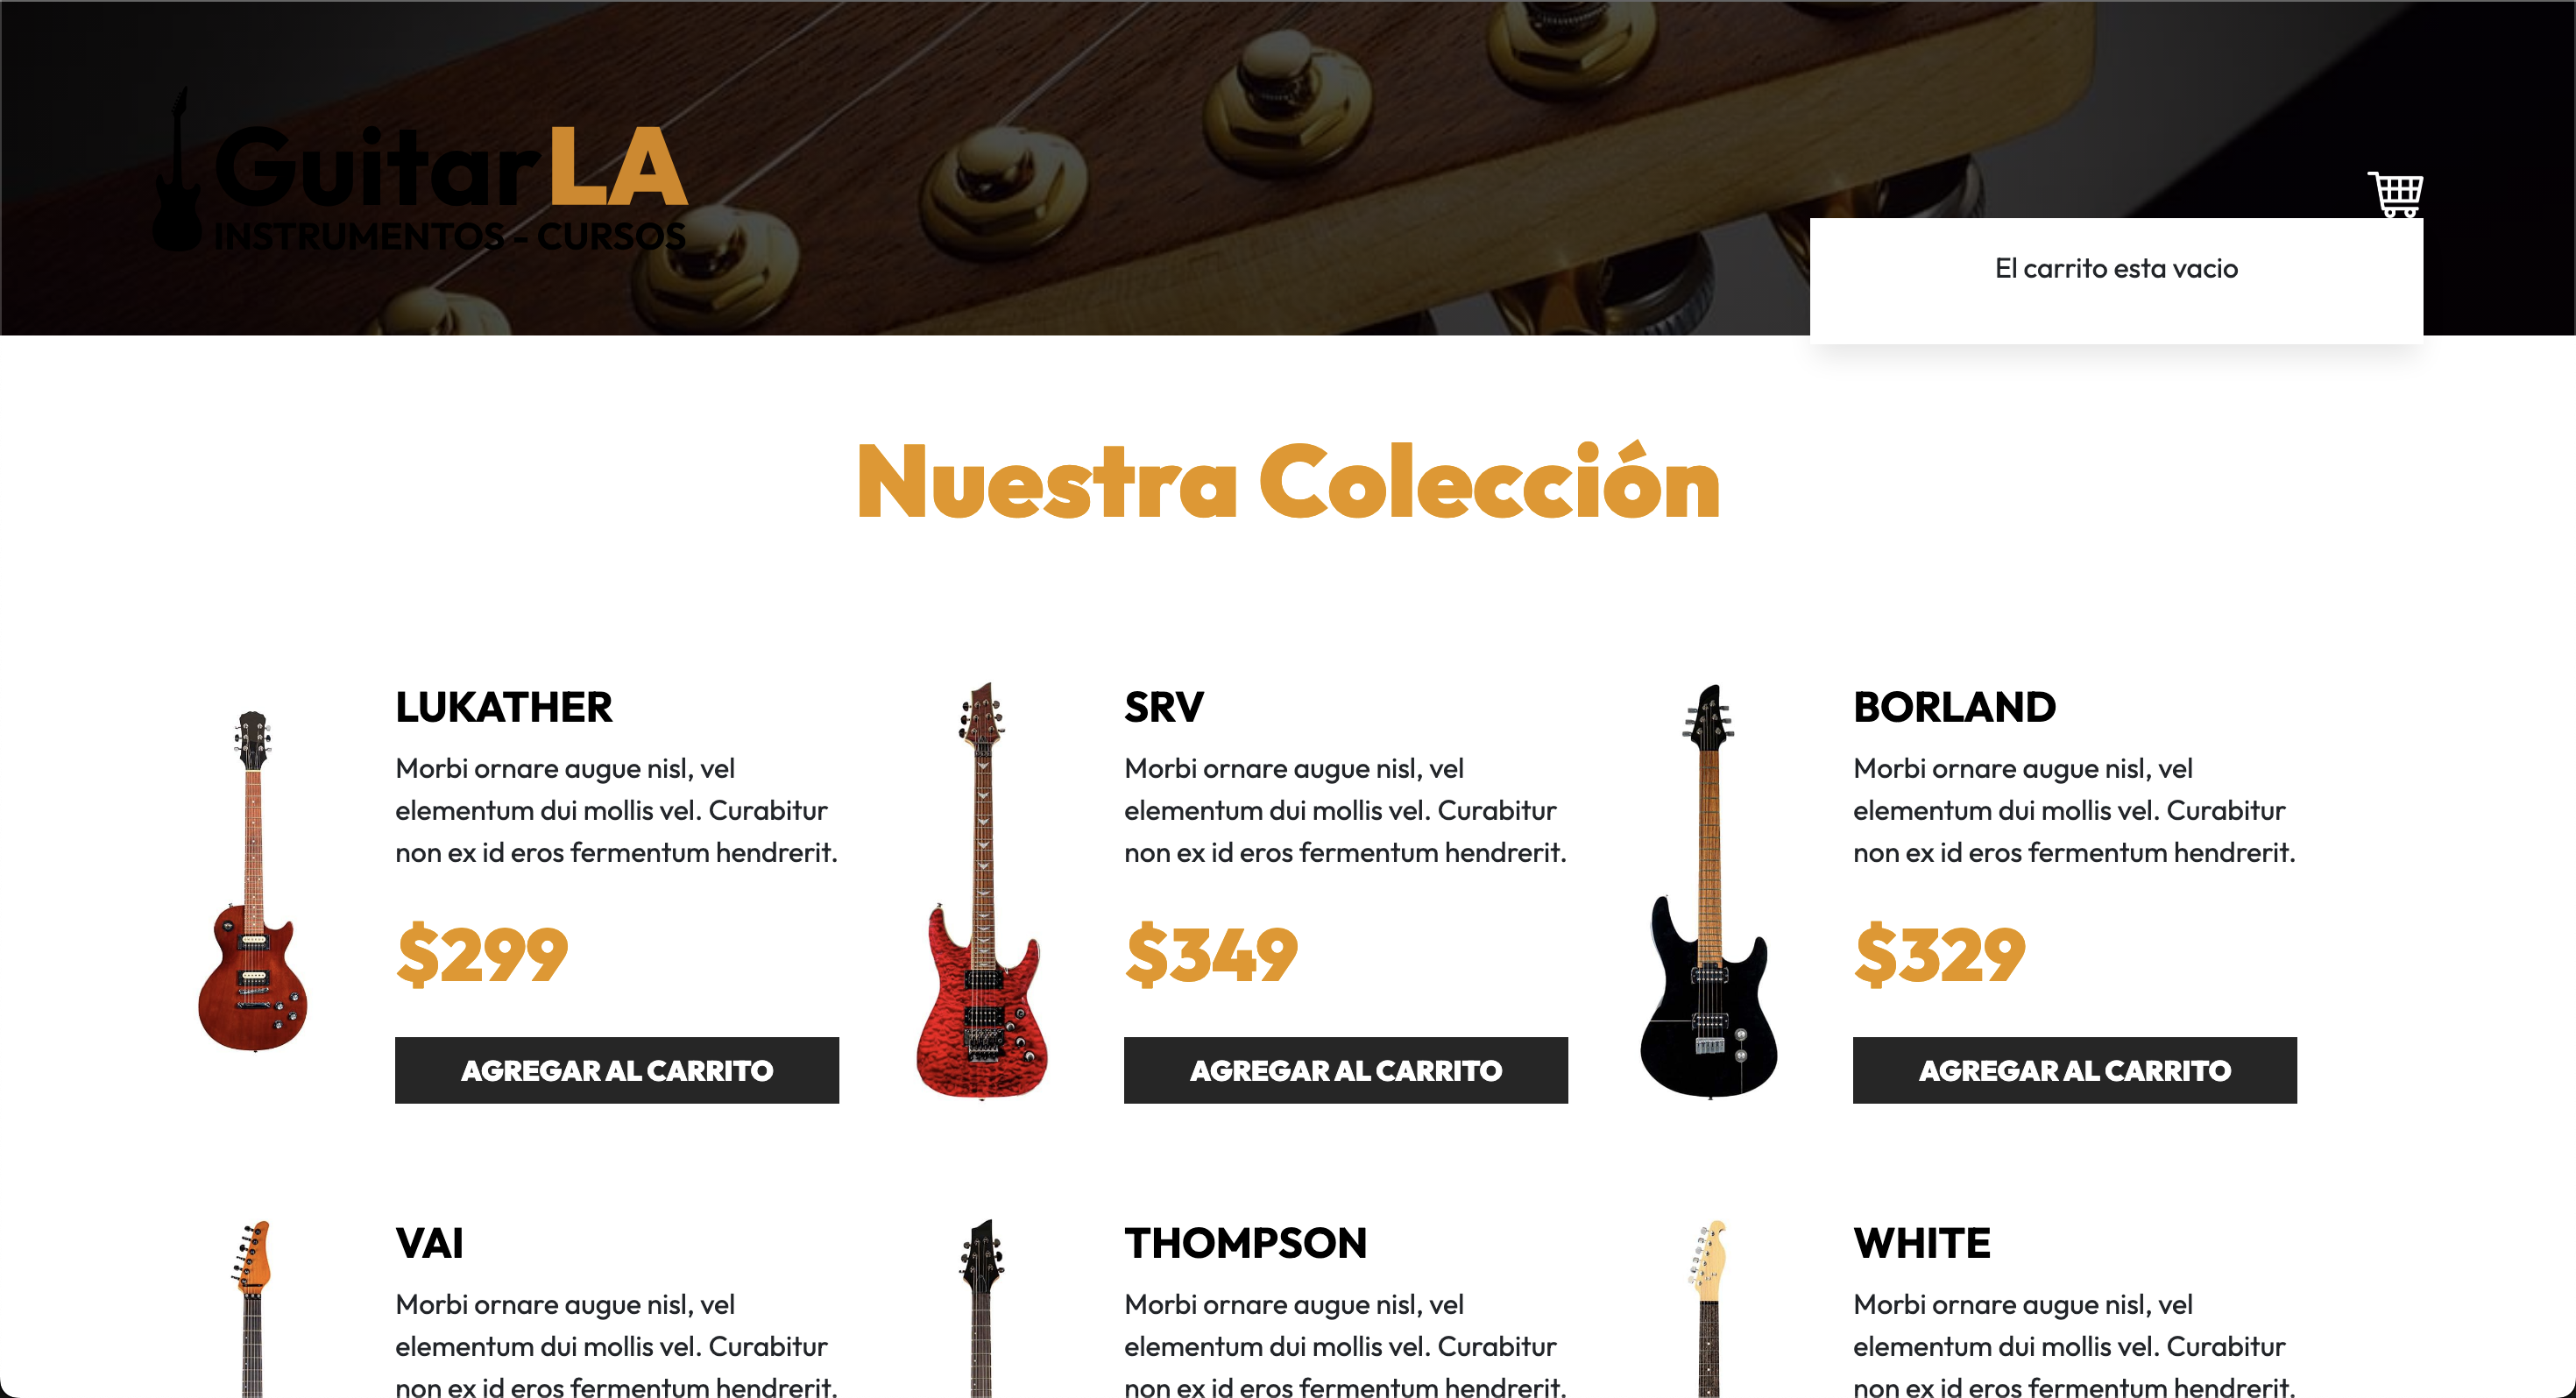 GuitarLA
INSTRUMENTOS - CURSOS
El carrito esta vacio
Nuestra Colección
LUKATHER
Morbi ornare augue nisl, vel
elementum dui mollis vel. Curabitur
non ex id eros fermentum hendrerit.
$299
AGREGAR AL CARRITO
SRV
Morbi ornare augue nisl, vel
elementum dui mollis vel. Curabitur
non ex id eros fermentum hendrerit.
$349
AGREGAR AL CARRITO
BORLAND
Morbi ornare augue nisl, vel
elementum dui mollis vel. Curabitur
non ex id eros fermentum hendrerit.
$329
AGREGAR AL CARRITO
VAI
Morbi ornare augue nisl, vel
elementum dui mollis vel. Curabitur
non ex id eros fermentum hendrerit.
THOMPSON
Morbi ornare augue nisl, vel
elementum dui mollis vel. Curabitur
non ex id eros fermentum hendrerit.
WHITE
Morbi ornare augue nisl, vel
elementum dui mollis vel. Curabitur
non ex id eros fermentum hendrerit.